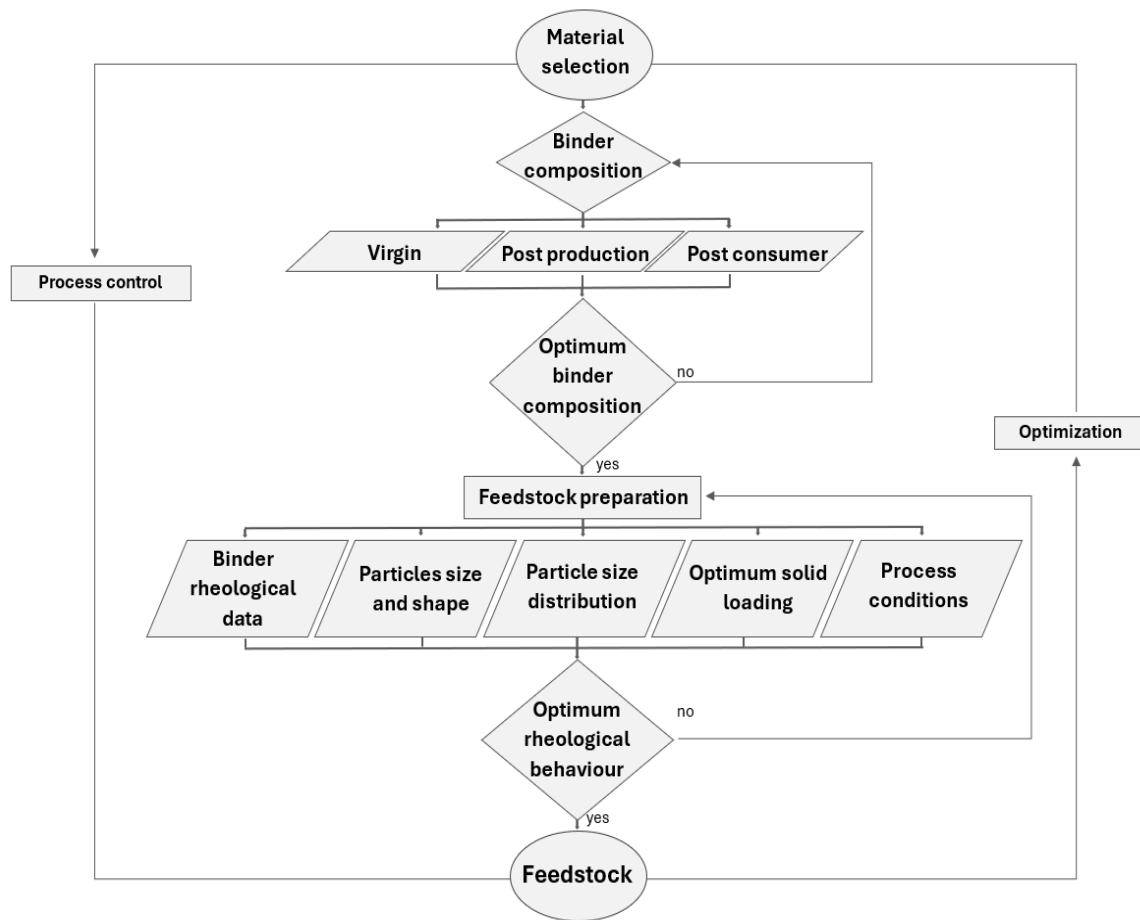 Material
selection
Binder
composition
Virgin
Post production
Post consumer
Process control
Optimum
binder
composition
no
Optimization
yes
Feedstock preparation
Binder
rheological
data
Particles size
and shape
Particle size
distribution
Optimum solid
loading
Process
conditions
Optimum
rheological
behaviour
no
yes
Feedstock